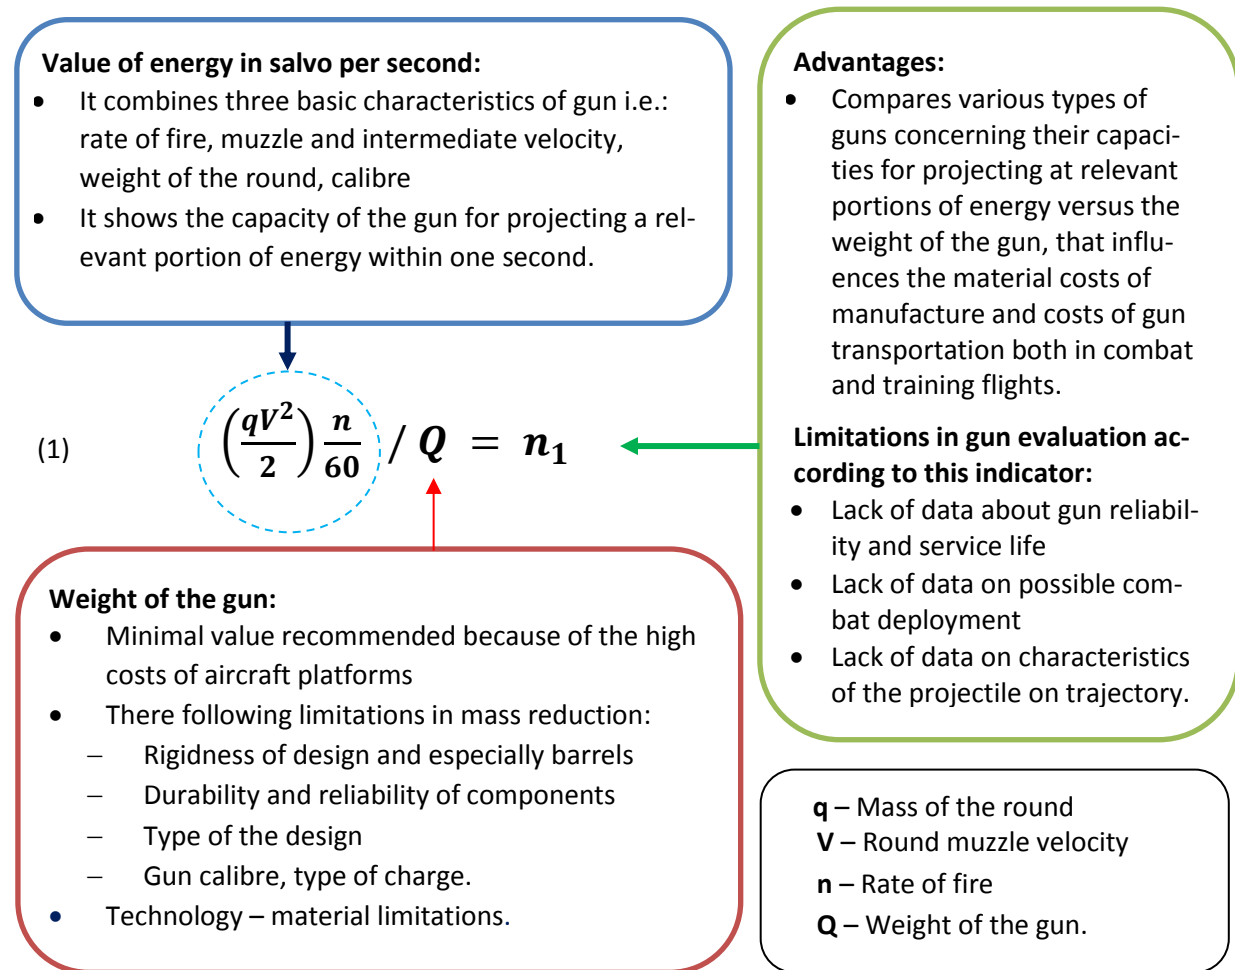 Value of energy in salvo per second:
• It combines three basic characteristics of gun i.e.:
rate of fire, muzzle and intermediate velocity,
weight of the round, calibre
• It shows the capacity of the gun for projecting a rel-
evant portion of energy within one second.
(1) (qV²/2) n/60 / Q = n₁
Weight of the gun:
• Minimal value recommended because of the high
costs of aircraft platforms
• There following limitations in mass reduction:
– Rigidness of design and especially barrels
– Durability and reliability of components
– Type of the design
– Gun calibre, type of charge.
• Technology – material limitations.
Advantages:
• Compares various types of
guns concerning their capaci-
ties for projecting at relevant
portions of energy versus the
weight of the gun, that influ-
ences the material costs of
manufacture and costs of gun
transportation both in combat
and training flights.
Limitations in gun evaluation ac-
cording to this indicator:
• Lack of data about gun reliabil-
ity and service life
• Lack of data on possible com-
bat deployment
• Lack of data on characteristics
of the projectile on trajectory.
q – Mass of the round
V – Round muzzle velocity
n – Rate of fire
Q – Weight of the gun.